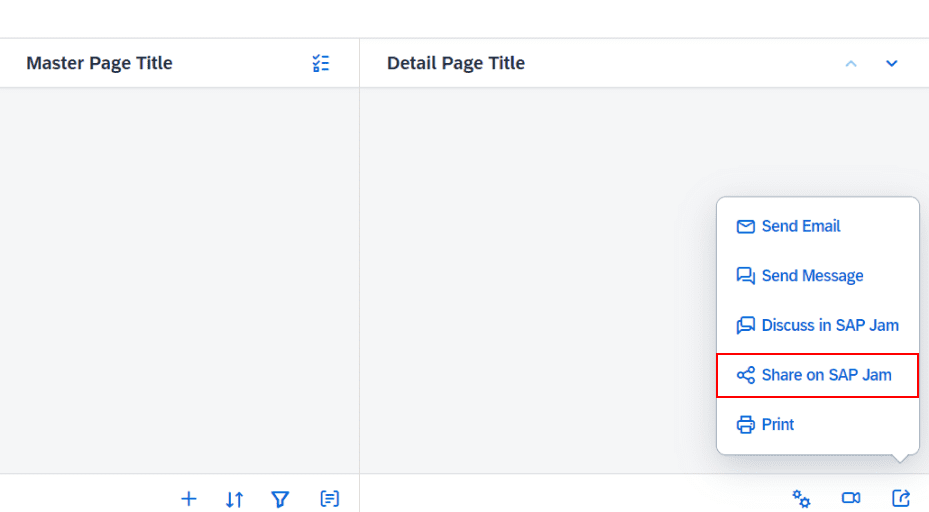 Master Page Title
Detail Page Title
Send Email
Send Message
Discuss in SAP Jam
Share on SAP Jam
Print